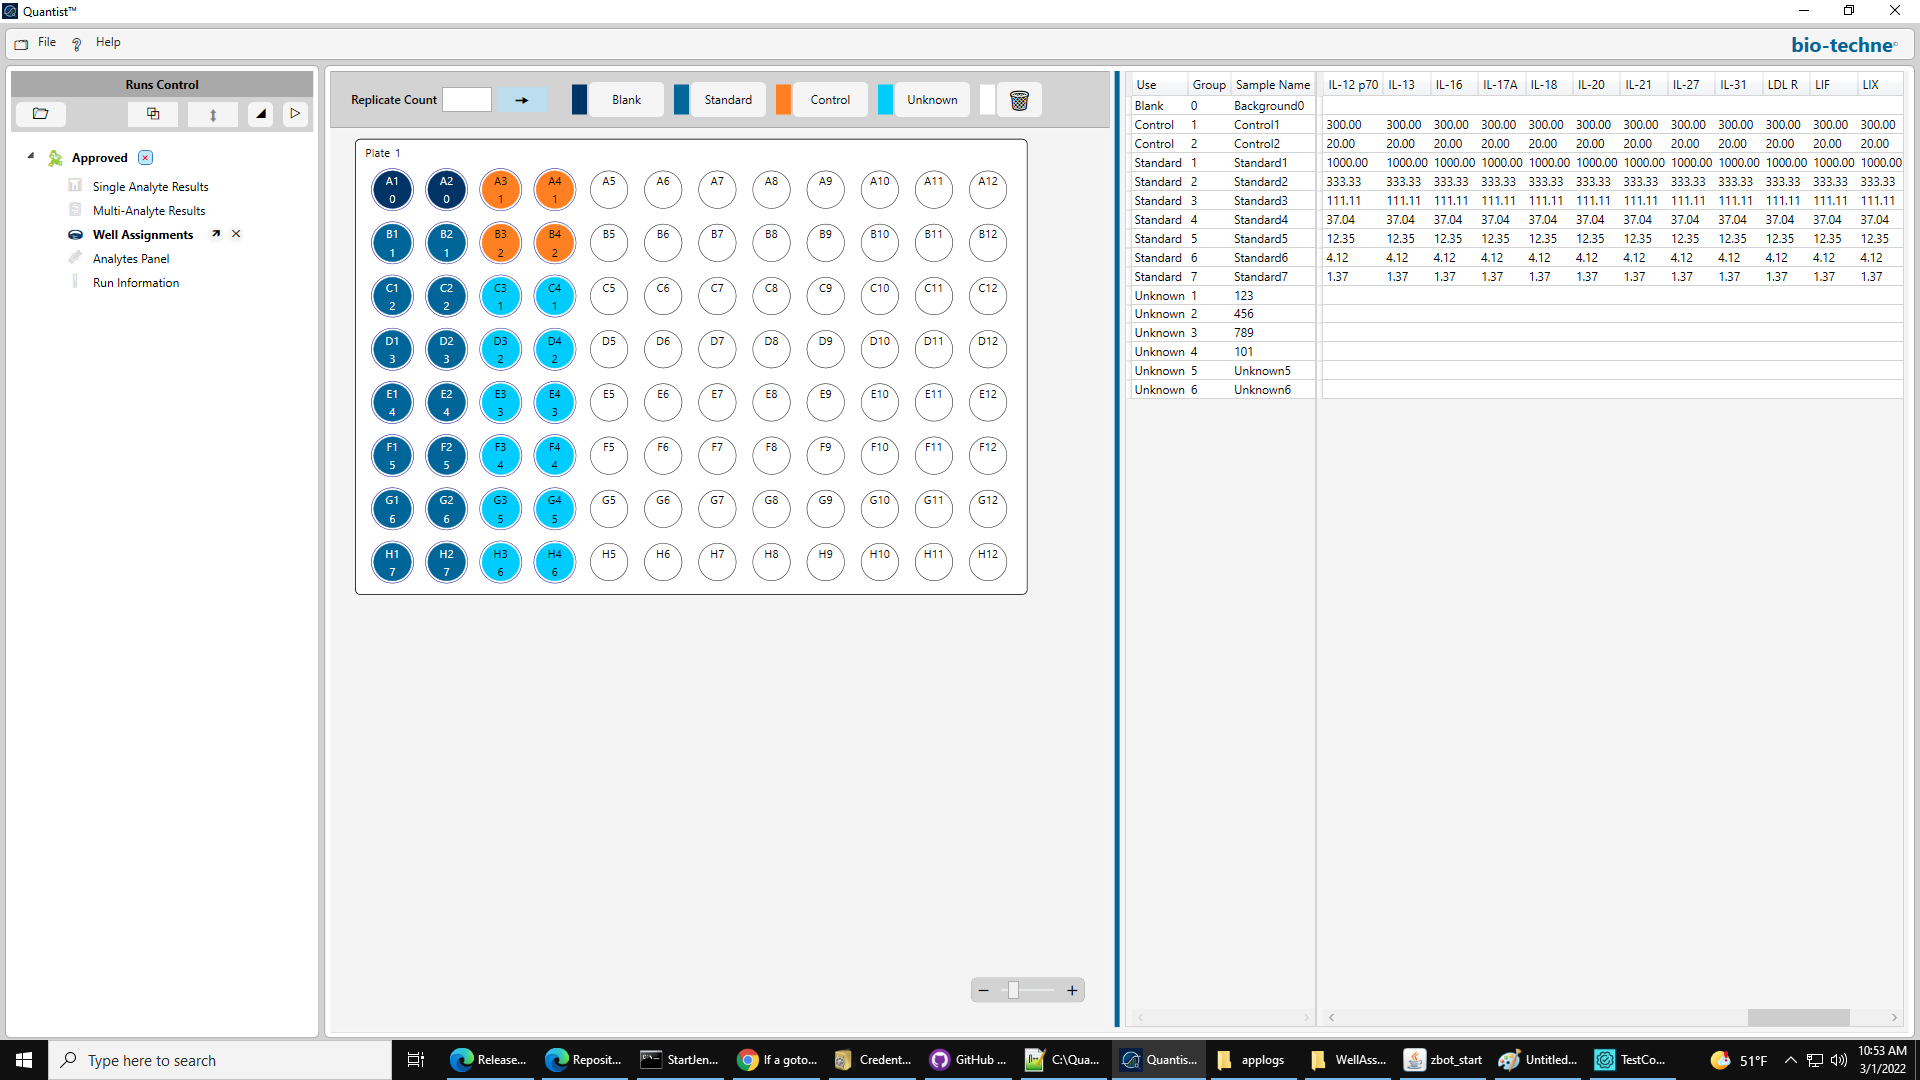 Quantist™
File Help
bio-techne
Runs Control
Approved
Single Analyte Results
Multi-Analyte Results
Well Assignments
Analytes Panel
Run Information
Replicate Count Blank Standard Control Unknown
Plate 1
A1 A2 A3 A4 A5 A6 A7 A8 A9 A10 A11 A12
0 0 1 1
B1 B2 B3 B4 B5 B6 B7 B8 B9 B10 B11 B12
1 1 2 2
C1 C2 C3 C4 C5 C6 C7 C8 C9 C10 C11 C12
2 2 1 1
D1 D2 D3 D4 D5 D6 D7 D8 D9 D10 D11 D12
3 3 2 2
E1 E2 E3 E4 E5 E6 E7 E8 E9 E10 E11 E12
4 4 3 3
F1 F2 F3 F4 F5 F6 F7 F8 F9 F10 F11 F12
5 5 4 4
G1 G2 G3 G4 G5 G6 G7 G8 G9 G10 G11 G12
6 6 5 5
H1 H2 H3 H4 H5 H6 H7 H8 H9 H10 H11 H12
7 7 6 6
Use Group Sample Name IL-12 p70 IL-13 IL-16 IL-17A IL-18 IL-20 IL-21 IL-27 IL-31 LDL R LIF LIX
Blank 0 Background0
Control 1 Control1 300.00 300.00 300.00 300.00 300.00 300.00 300.00 300.00 300.00 300.00 300.00 300.00
Control 2 Control2 20.00 20.00 20.00 20.00 20.00 20.00 20.00 20.00 20.00 20.00 20.00 20.00
Standard 1 Standard1 1000.00 1000.00 1000.00 1000.00 1000.00 1000.00 1000.00 1000.00 1000.00 1000.00 1000.00 1000.00
Standard 2 Standard2 333.33 333.33 333.33 333.33 333.33 333.33 333.33 333.33 333.33 333.33 333.33 333.33
Standard 3 Standard3 111.11 111.11 111.11 111.11 111.11 111.11 111.11 111.11 111.11 111.11 111.11 111.11
Standard 4 Standard4 37.04 37.04 37.04 37.04 37.04 37.04 37.04 37.04 37.04 37.04 37.04 37.04
Standard 5 Standard5 12.35 12.35 12.35 12.35 12.35 12.35 12.35 12.35 12.35 12.35 12.35 12.35
Standard 6 Standard6 4.12 4.12 4.12 4.12 4.12 4.12 4.12 4.12 4.12 4.12 4.12 4.12
Standard 7 Standard7 1.37 1.37 1.37 1.37 1.37 1.37 1.37 1.37 1.37 1.37 1.37 1.37
Unknown 1 123
Unknown 2 456
Unknown 3 789
Unknown 4 101
Unknown 5 Unknown5
Unknown 6 Unknown6
Type here to search
Release... Reposit... StartJen... If a goto... Credent... GitHub ... C:\Qua... Quantis... applogs WellAss... zbot_start Untitled... TestCo... 51°F
10:53 AM
3/1/2022